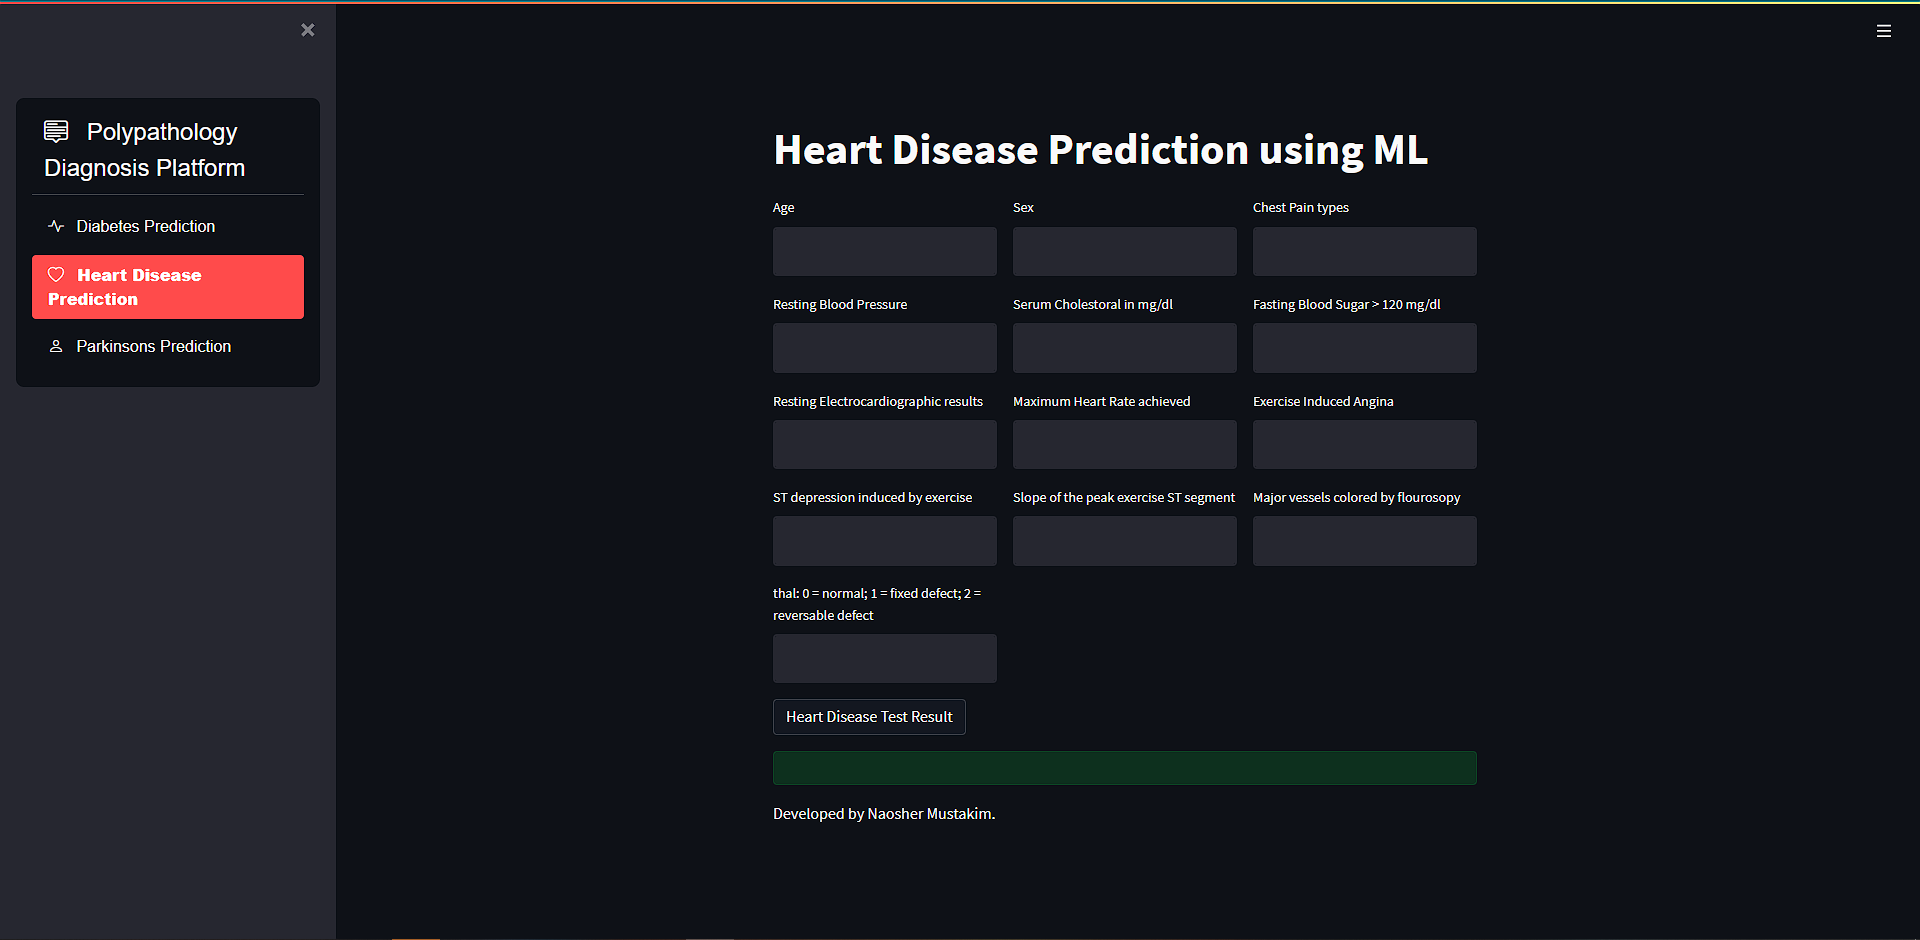 Polypathology
Diagnosis Platform
Diabetes Prediction
Heart Disease
Prediction
Parkinsons Prediction
Heart Disease Prediction using ML
Age
Sex
Chest Pain types
Resting Blood Pressure
Serum Cholestoral in mg/dl
Fasting Blood Sugar > 120 mg/dl
Resting Electrocardiographic results
Maximum Heart Rate achieved
Exercise Induced Angina
ST depression induced by exercise
Slope of the peak exercise ST segment
Major vessels colored by flourosopy
thal: 0 = normal; 1 = fixed defect; 2 =
reversable defect
Heart Disease Test Result
Developed by Naosher Mustakim.